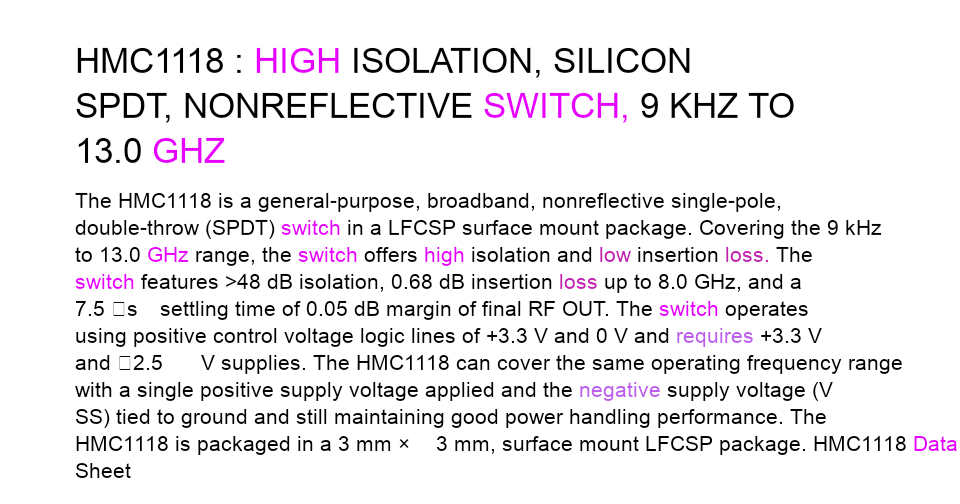 HMC1118 : HIGH ISOLATION, SILICON
SPDT, NONREFLECTIVE SWITCH, 9 KHZ TO
13.0 GHZ
The HMC1118 is a general-purpose, broadband, nonreflective single-pole,
double-throw (SPDT) switch in a LFCSP surface mount package. Covering the 9 kHz
to 13.0 GHz range, the switch offers high isolation and low insertion loss. The
switch features >48 dB isolation, 0.68 dB insertion loss up to 8.0 GHz, and a
7.5 □s settling time of 0.05 dB margin of final RF OUT. The switch operates
using positive control voltage logic lines of +3.3 V and 0 V and requires +3.3 V
and □2.5 V supplies. The HMC1118 can cover the same operating frequency range
with a single positive supply voltage applied and the negative supply voltage (V
SS) tied to ground and still maintaining good power handling performance. The
HMC1118 is packaged in a 3 mm × 3 mm, surface mount LFCSP package. HMC1118 Data
Sheet